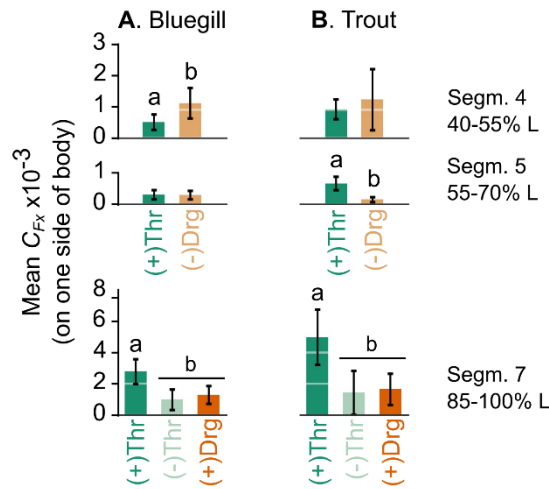 A. Bluegill
B. Trout
Mean C_Fx x10^-3
(on one side of body)
3
2
1
0
a
b
Segm. 4
40-55% L
1
0
a
b
Segm. 5
55-70% L
(+)Thr
(-)Drg
(+)Thr
(-)Drg
8
6
4
2
0
a
b
a
b
Segm. 7
85-100% L
(+)Thr
(-)Thr
(+)Drg
(+)Thr
(-)Thr
(+)Drg